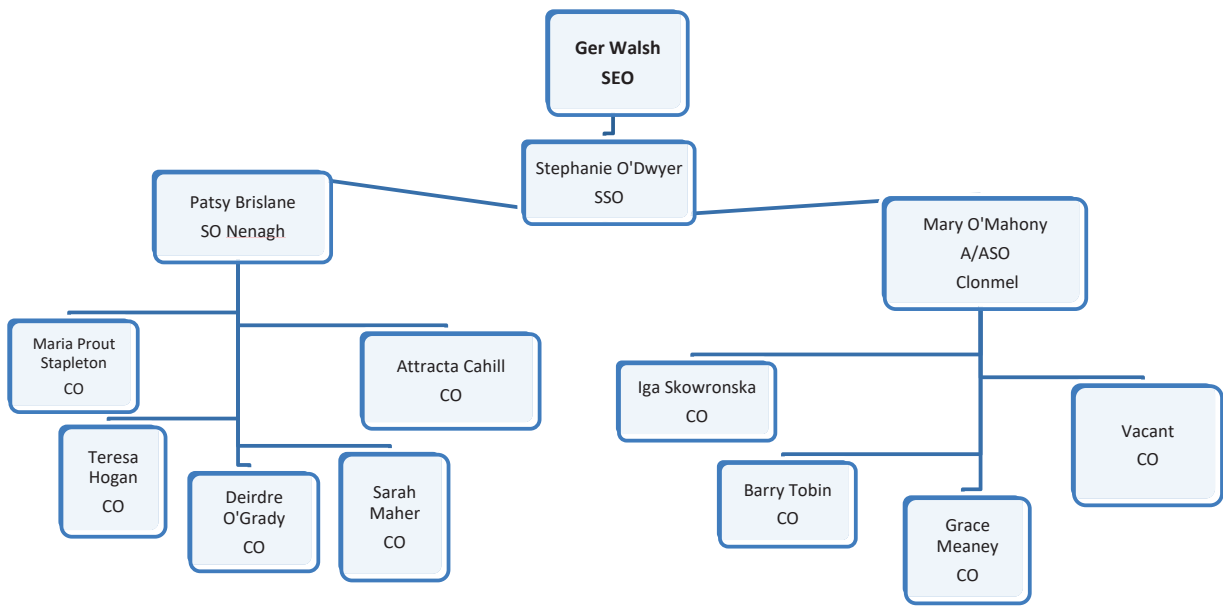 Ger Walsh
SEO
Stephanie O'Dwyer
SSO
Patsy Brislane
SO Nenagh
Mary O'Mahony
A/ASO
Clonmel
Maria Prout
Stapleton
CO
Attracta Cahill
CO
Teresa
Hogan
CO
Deirdre
O'Grady
CO
Sarah
Maher
CO
Iga Skowronska
CO
Vacant
CO
Barry Tobin
CO
Grace
Meaney
CO